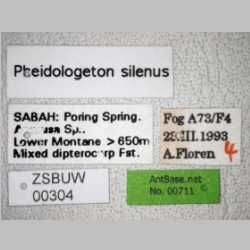 Pheidologeton silenus
SABAH: Poring Spring.
Sp..
Lower Montane > 650m
Mixed dipterocarp Fst.
Fog A73/F4
1993
A.Floren
4
ZSBUW
00304
AntBase.net
No. 00711